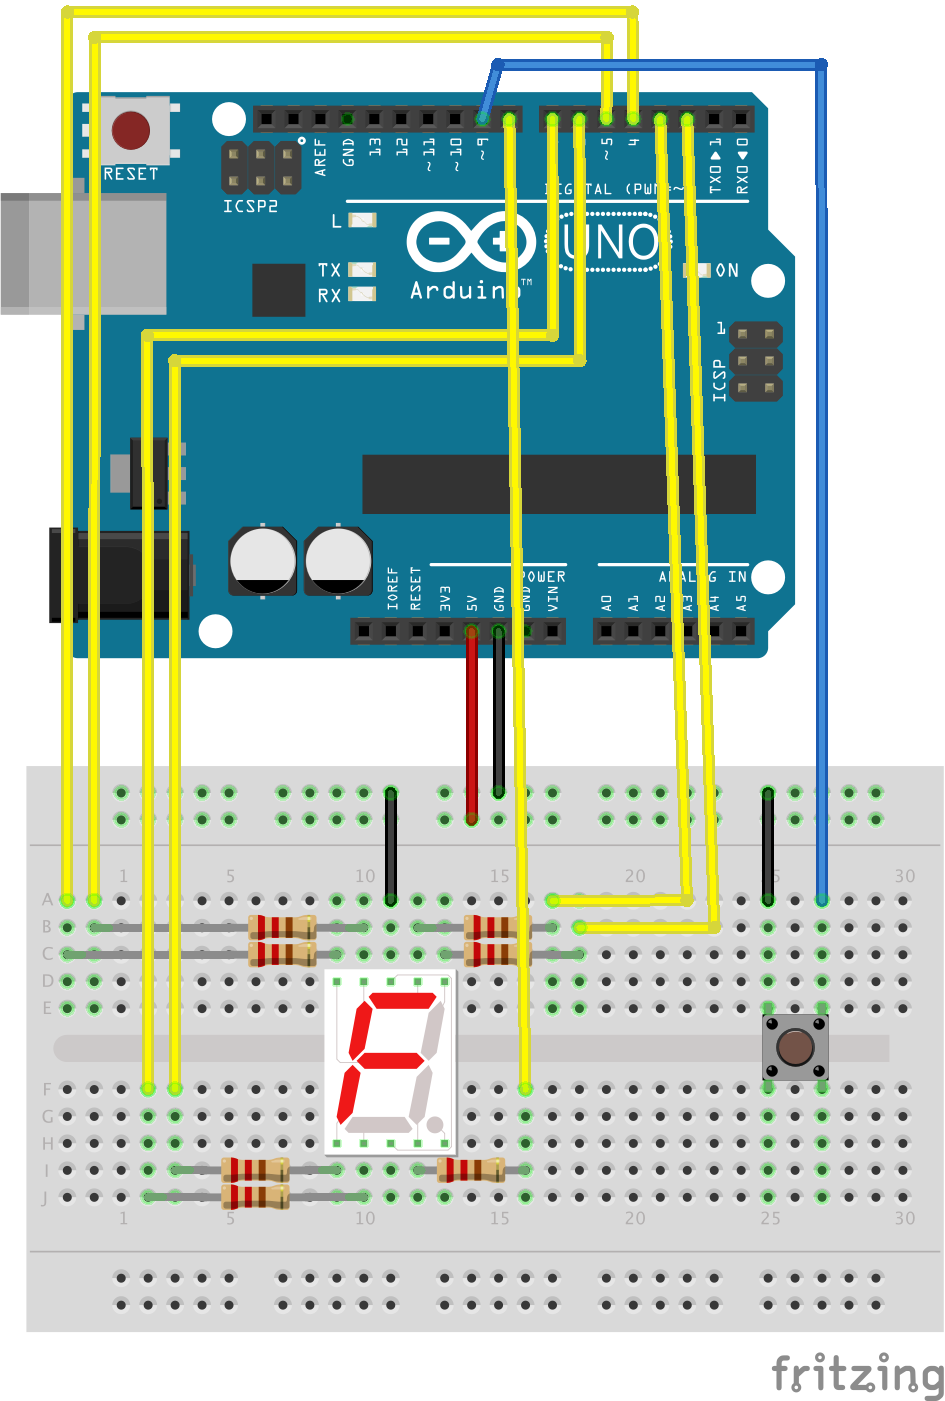 RESET
ICSP2
AREF
GND
13
12
~11
~10
~9
~5
4
TX0 ▶ 1
RX0 ◀ 0
DIGITAL (PWM=~)
L
TX
RX
Arduino™
UNO
ON
1
ICSP
IOREF
RESET
3V3
5V
GND
GND
VIN
POWER
ANALOG IN
A0
A1
A2
A3
A4
A5
1 5 10 15 20 25 30
A
B
C
D
E
F
G
H
I
J
1 5 10 15 20 25 30
fritzing